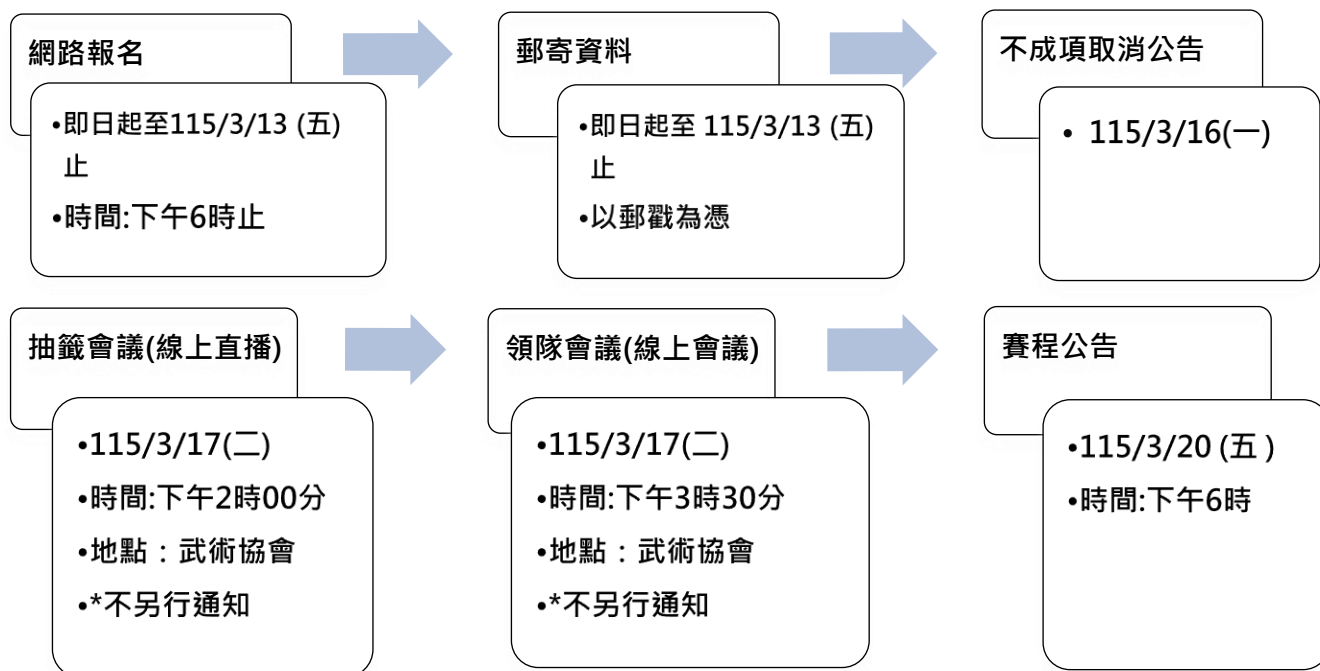 網路報名
•即日起至115/3/13 (五)
止
•時間:下午6時止
郵寄資料
•即日起至 115/3/13 (五)
止
•以郵戳為憑
不成項取消公告
• 115/3/16(一)
抽籤會議(線上直播)
•115/3/17(二)
•時間:下午2時00分
•地點：武術協會
•*不另行通知
領隊會議(線上會議)
•115/3/17(二)
•時間:下午3時30分
•地點：武術協會
•*不另行通知
賽程公告
•115/3/20 (五 )
•時間:下午6時